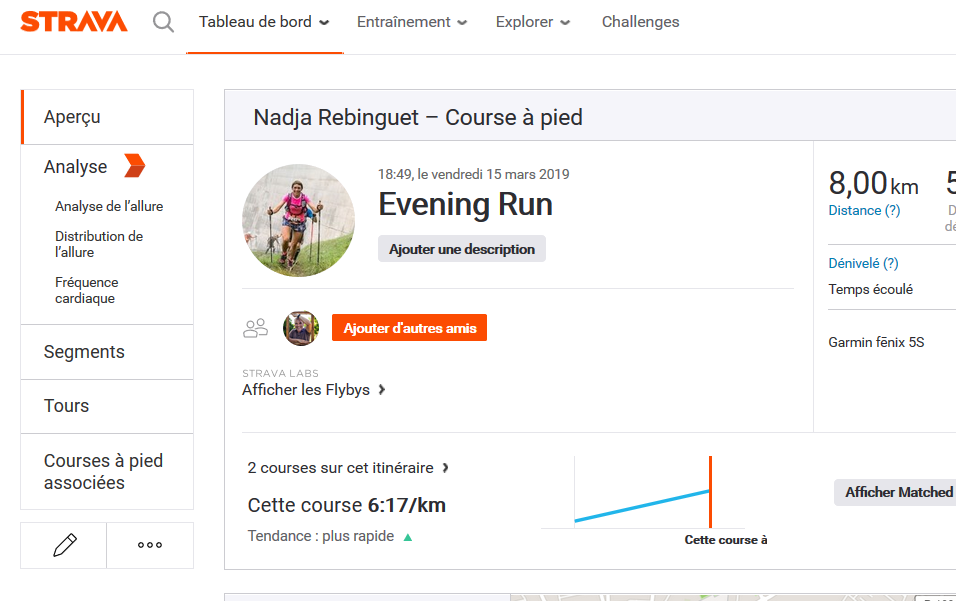 STRAVA
Tableau de bord
Entraînement
Explorer
Challenges
Aperçu
Analyse
Analyse de l'allure
Distribution de
l'allure
Fréquence
cardiaque
Segments
Tours
Courses à pied
associées
Nadja Rebinguet – Course à pied
18:49, le vendredi 15 mars 2019
Evening Run
Ajouter une description
Ajouter d'autres amis
STRAVA LABS
Afficher les Flybys
8,00 km
Distance (?)
Dénivelé (?)
Temps écoulé
Garmin fēnix 5S
2 courses sur cet itinéraire
Cette course 6:17/km
Tendance : plus rapide
Cette course à
Afficher Matched